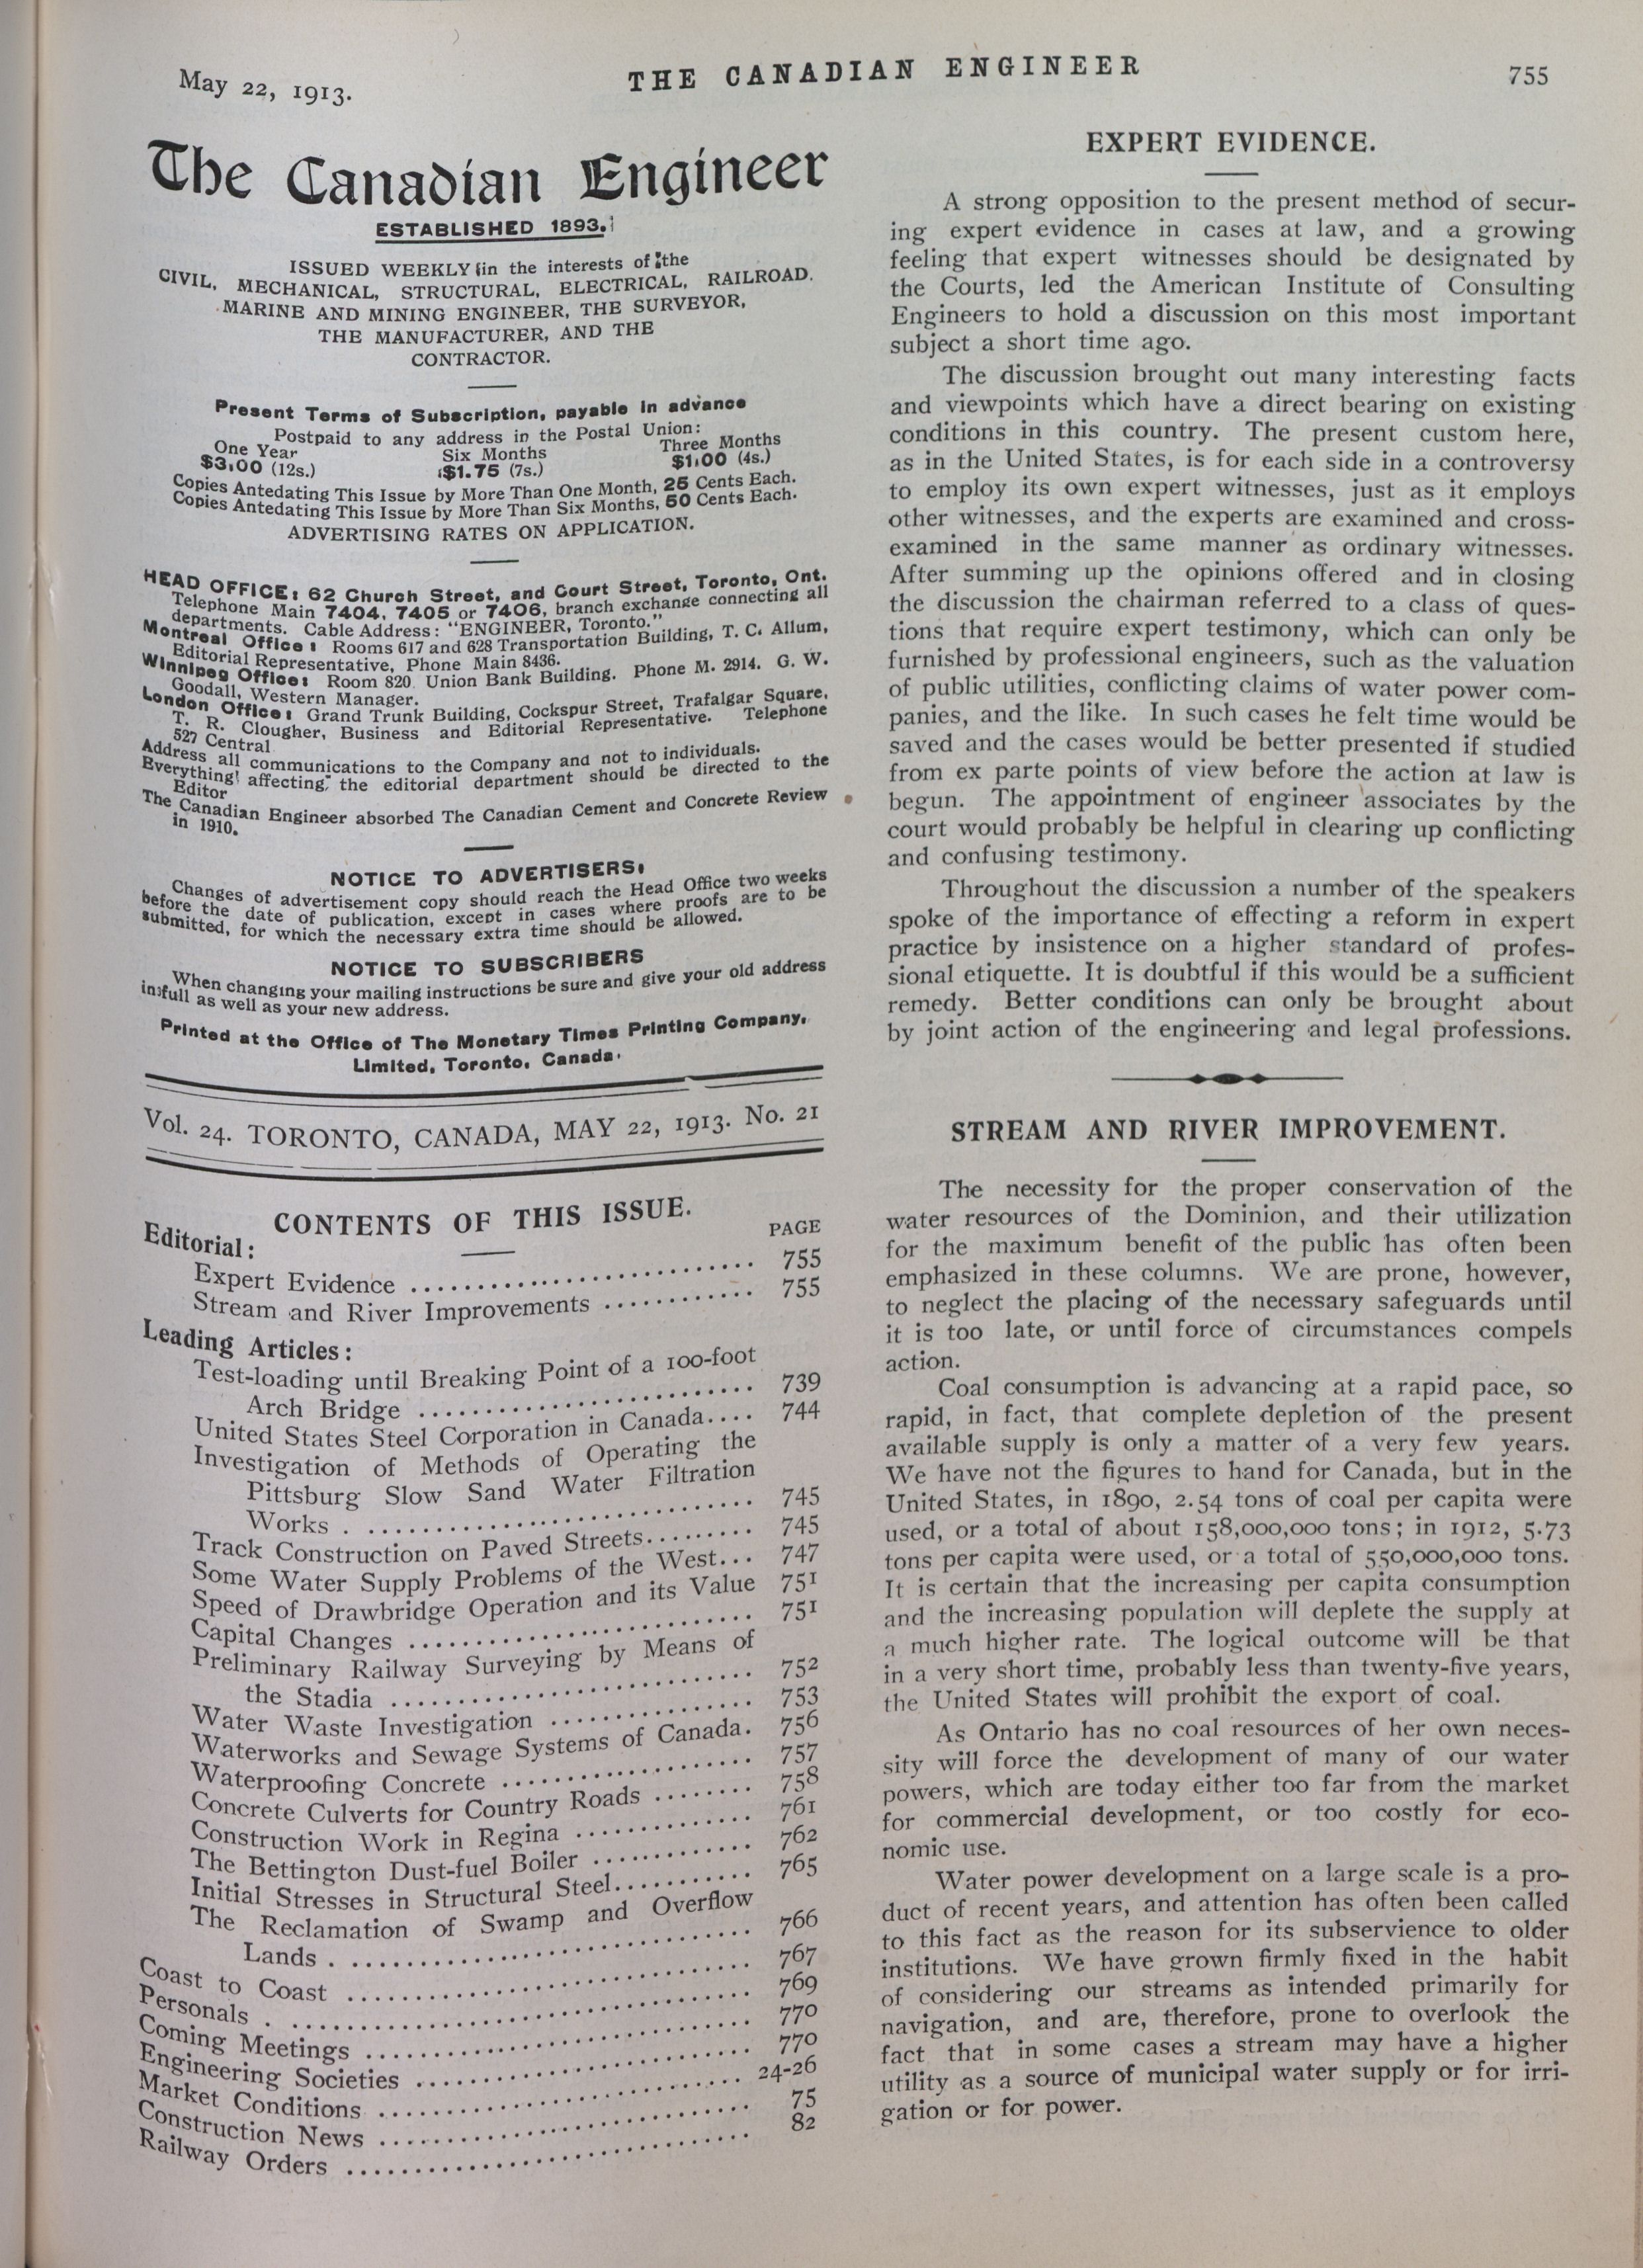 May 22, 1913.
THE CANADIAN ENGINEER
755
The Canadian Engineer
ESTABLISHED 1893.
ISSUED WEEKLY in the interests of the
CIVIL, MECHANICAL, STRUCTURAL, ELECTRICAL, RAILROAD,
MARINE AND MINING ENGINEER, THE SURVEYOR,
THE MANUFACTURER, AND THE
CONTRACTOR.
Present Terms of Subscription, payable in advance
Postpaid to any address in the Postal Union:
One Year Six Months Three Months
$3.00 (12s.) $1.75 (7s.) $1.00 (4s.)
Copies Antedating This Issue by More Than One Month, 25 Cents Each.
Copies Antedating This Issue by More Than Six Months, 50 Cents Each.
ADVERTISING RATES ON APPLICATION.
HEAD OFFICE: 62 Church Street, and Court Street, Toronto, Ont.
Telephone Main 7404, 7405 or 7406, branch exchange connecting all
departments. Cable Address: "ENGINEER, Toronto."
Montreal Office: Rooms 617 and 628 Transportation Building, T. C. Allum,
Editorial Representative, Phone Main 8436.
Winnipeg Office: Room 820 Union Bank Building. Phone M. 2914. G. W.
Goodall, Western Manager.
London Office: Grand Trunk Building, Cockspur Street, Trafalgar Square,
T. R. Clougher, Business and Editorial Representative. Telephone
527 Central
Address all communications to the Company and not to individuals.
Everything affecting the editorial department should be directed to the
Editor
The Canadian Engineer absorbed The Canadian Cement and Concrete Review
in 1910.
NOTICE TO ADVERTISERS:
Changes of advertisement copy should reach the Head Office two weeks
before the date of publication, except in cases where proofs are to be
submitted, for which the necessary extra time should be allowed.
NOTICE TO SUBSCRIBERS
When changing your mailing instructions be sure and give your old address
in full as well as your new address.
Printed at the Office of The Monetary Times Printing Company,
Limited, Toronto, Canada.
Vol. 24. TORONTO, CANADA, MAY 22, 1913. No. 21
CONTENTS OF THIS ISSUE.
PAGE
Editorial:
Expert Evidence .......................... 755
Stream and River Improvements ............ 755
Leading Articles:
Test-loading until Breaking Point of a 100-foot
Arch Bridge ......................... 739
United States Steel Corporation in Canada.... 744
Investigation of Methods of Operating the
Pittsburg Slow Sand Water Filtration
Works . ............................. 745
Track Construction on Paved Streets......... 745
Some Water Supply Problems of the West... 747
Speed of Drawbridge Operation and its Value 751
Capital Changes .......................... 751
Preliminary Railway Surveying by Means of
the Stadia ........................... 752
Water Waste Investigation ................ 753
Waterworks and Sewage Systems of Canada. 756
Waterproofing Concrete ................... 757
Concrete Culverts for Country Roads ........ 758
Construction Work in Regina .............. 761
The Bettington Dust-fuel Boiler ............ 762
Initial Stresses in Structural Steel........... 765
The Reclamation of Swamp and Overflow
Lands . .............................. 766
Coast to Coast .............................. 767
Personals . .................................. 769
Coming Meetings ............................. 770
Engineering Societies ......................... 770
Market Conditions ........................... 24-26
Construction News ............................ 75
Railway Orders ............................... 82
EXPERT EVIDENCE.
A strong opposition to the present method of secur-
ing expert evidence in cases at law, and a growing
feeling that expert witnesses should be designated by
the Courts, led the American Institute of Consulting
Engineers to hold a discussion on this most important
subject a short time ago.
The discussion brought out many interesting facts
and viewpoints which have a direct bearing on existing
conditions in this country. The present custom here,
as in the United States, is for each side in a controversy
to employ its own expert witnesses, just as it employs
other witnesses, and the experts are examined and cross-
examined in the same manner as ordinary witnesses.
After summing up the opinions offered and in closing
the discussion the chairman referred to a class of ques-
tions that require expert testimony, which can only be
furnished by professional engineers, such as the valuation
of public utilities, conflicting claims of water power com-
panies, and the like. In such cases he felt time would be
saved and the cases would be better presented if studied
from ex parte points of view before the action at law is
begun. The appointment of engineer associates by the
court would probably be helpful in clearing up conflicting
and confusing testimony.
Throughout the discussion a number of the speakers
spoke of the importance of effecting a reform in expert
practice by insistence on a higher standard of profes-
sional etiquette. It is doubtful if this would be a sufficient
remedy. Better conditions can only be brought about
by joint action of the engineering and legal professions.
STREAM AND RIVER IMPROVEMENT.
The necessity for the proper conservation of the
water resources of the Dominion, and their utilization
for the maximum benefit of the public has often been
emphasized in these columns. We are prone, however,
to neglect the placing of the necessary safeguards until
it is too late, or until force of circumstances compels
action.
Coal consumption is advancing at a rapid pace, so
rapid, in fact, that complete depletion of the present
available supply is only a matter of a very few years.
We have not the figures to hand for Canada, but in the
United States, in 1890, 2.54 tons of coal per capita were
used, or a total of about 158,000,000 tons; in 1912, 5.73
tons per capita were used, or a total of 550,000,000 tons.
It is certain that the increasing per capita consumption
and the increasing population will deplete the supply at
a much higher rate. The logical outcome will be that
in a very short time, probably less than twenty-five years,
the United States will prohibit the export of coal.
As Ontario has no coal resources of her own neces-
sity will force the development of many of our water
powers, which are today either too far from the market
for commercial development, or too costly for eco-
nomic use.
Water power development on a large scale is a pro-
duct of recent years, and attention has often been called
to this fact as the reason for its subservience to older
institutions. We have grown firmly fixed in the habit
of considering our streams as intended primarily for
navigation, and are, therefore, prone to overlook the
fact that in some cases a stream may have a higher
utility as a source of municipal water supply or for irri-
gation or for power.